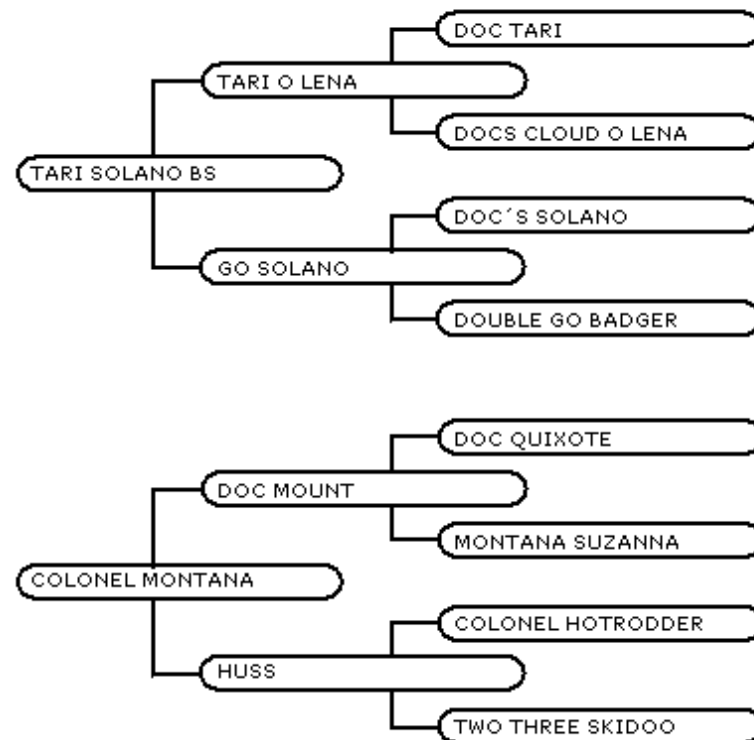 DOC TARI
TARI O LENA
DOCS CLOUD O LENA
TARI SOLANO BS
DOC´S SOLANO
GO SOLANO
DOUBLE GO BADGER
DOC QUIXOTE
DOC MOUNT
MONTANA SUZANNA
COLONEL MONTANA
COLONEL HOTRODDER
HUSS
TWO THREE SKIDOO